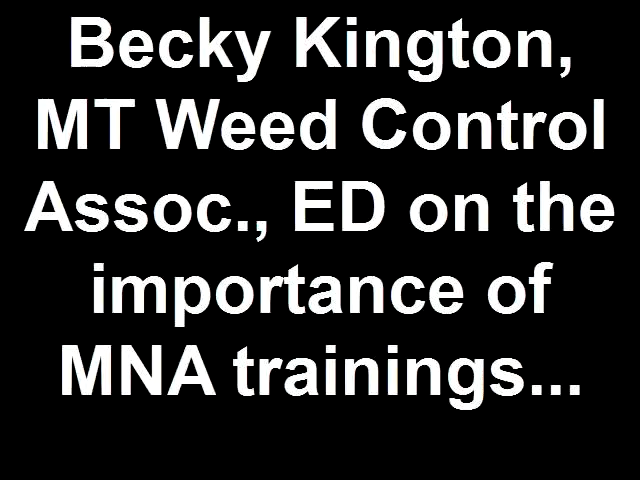 Becky Kington,
MT Weed Control
Assoc., ED on the
importance of
MNA trainings...